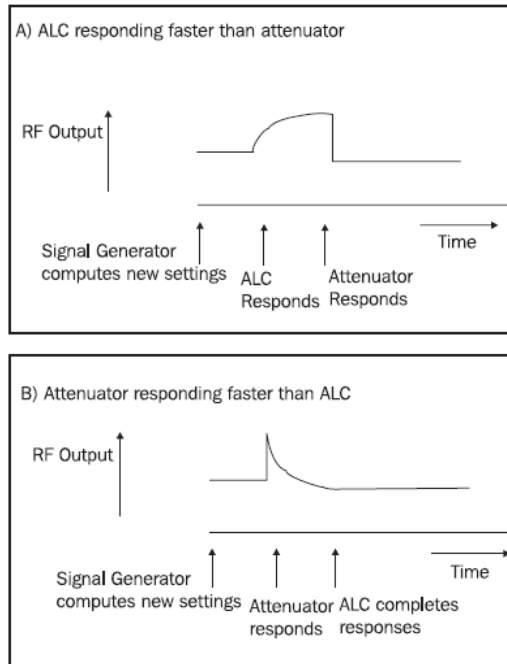 A) ALC responding faster than attenuator
RF Output
Time
Signal Generator
computes new settings
ALC
Responds
Attenuator
Responds
B) Attenuator responding faster than ALC
RF Output
Time
Signal Generator
computes new settings
Attenuator
responds
ALC completes
responses